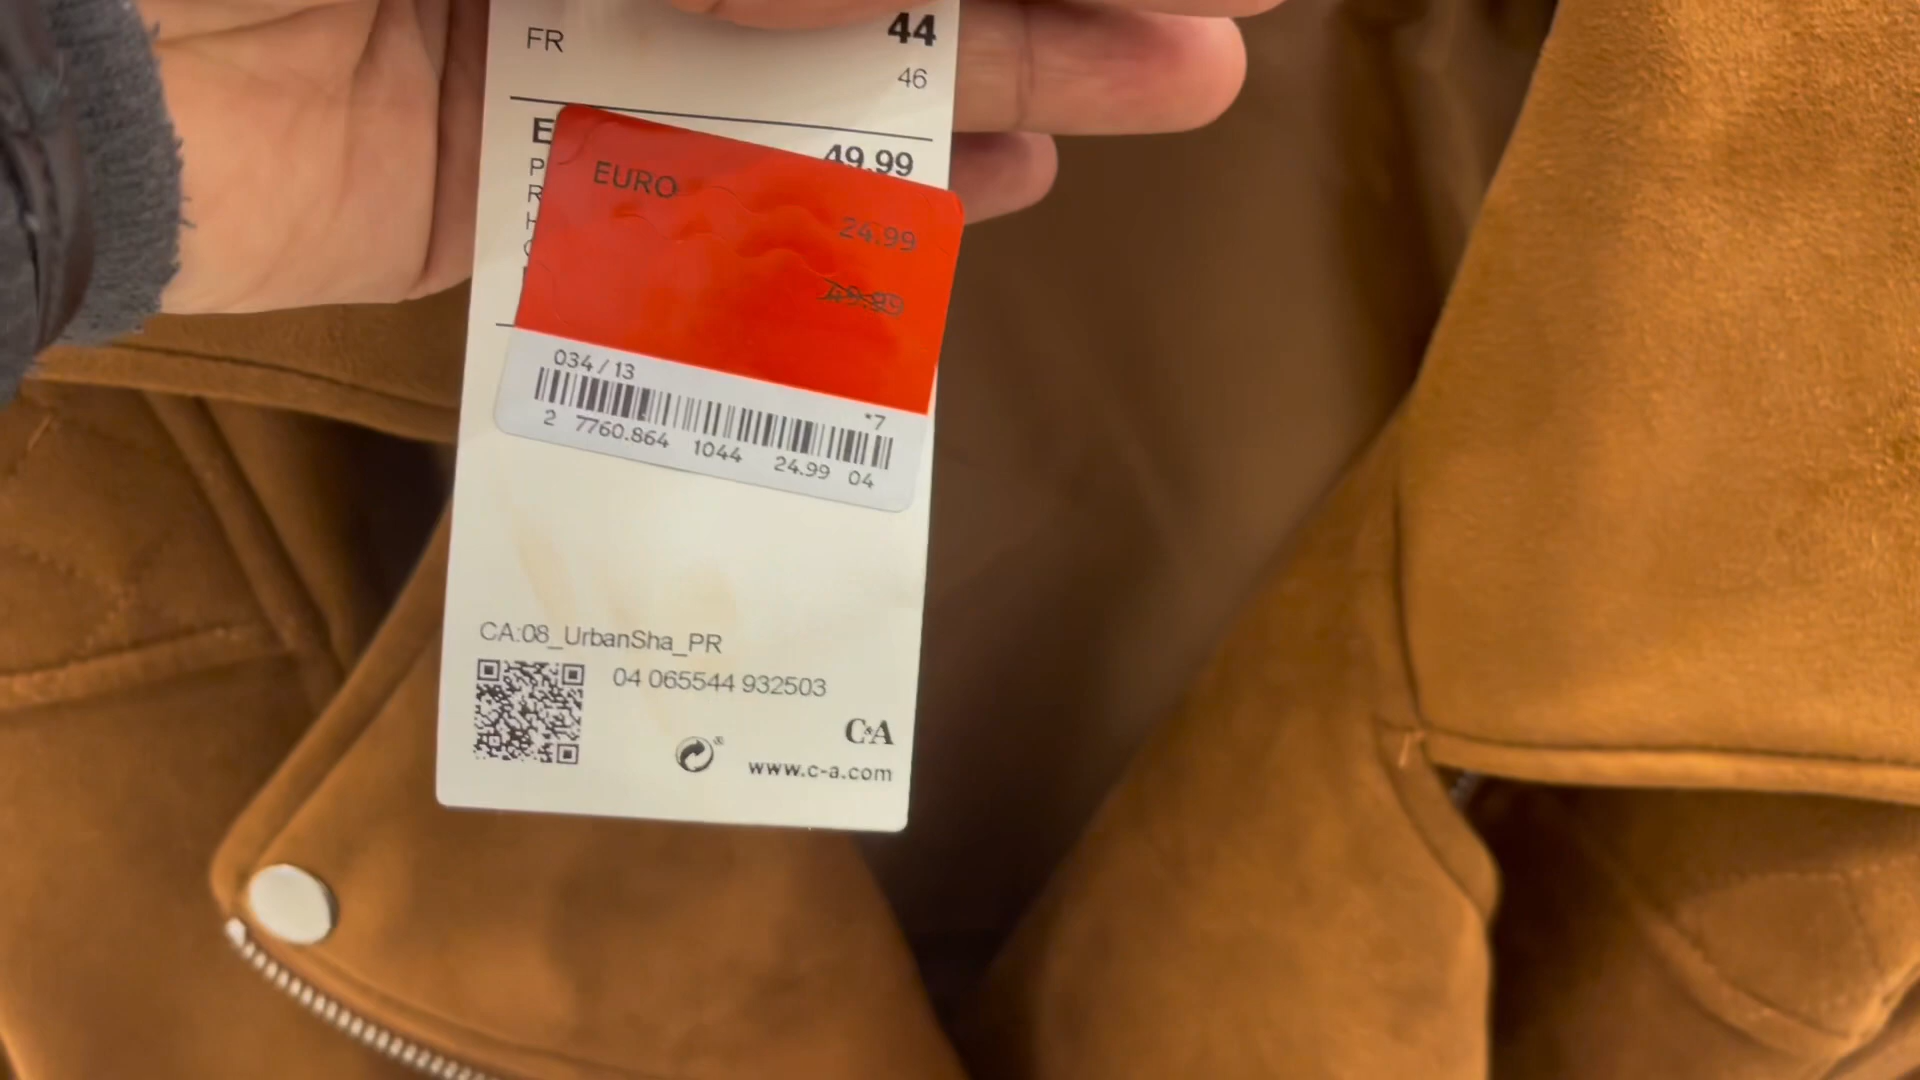 44
FR 46
E 49.99
P
R
H
EURO
24.99
49.99
034 / 13
*7
2 7760.864 1044 24.99 04
CA:08_UrbanSha_PR
04 065544 932503
C&A
www.c-a.com